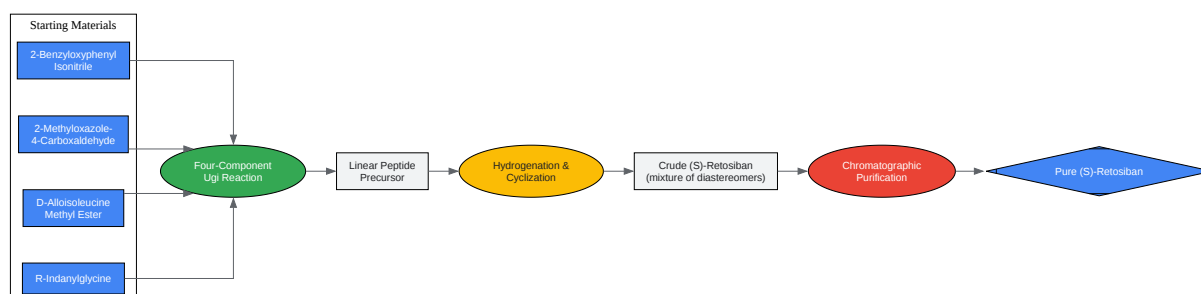 Starting Materials
2-Benzyloxyphenyl
Isonitrile
2-Methyloxazole-
4-Carboxaldehyde
D-Alloisoleucine
Methyl Ester
R-Indanylglycine
Four-Component
Ugi Reaction
Linear Peptide
Precursor
Hydrogenation &
Cyclization
Crude (S)-Retosiban
(mixture of diastereomers)
Chromatographic
Purification
Pure (S)-Retosiban